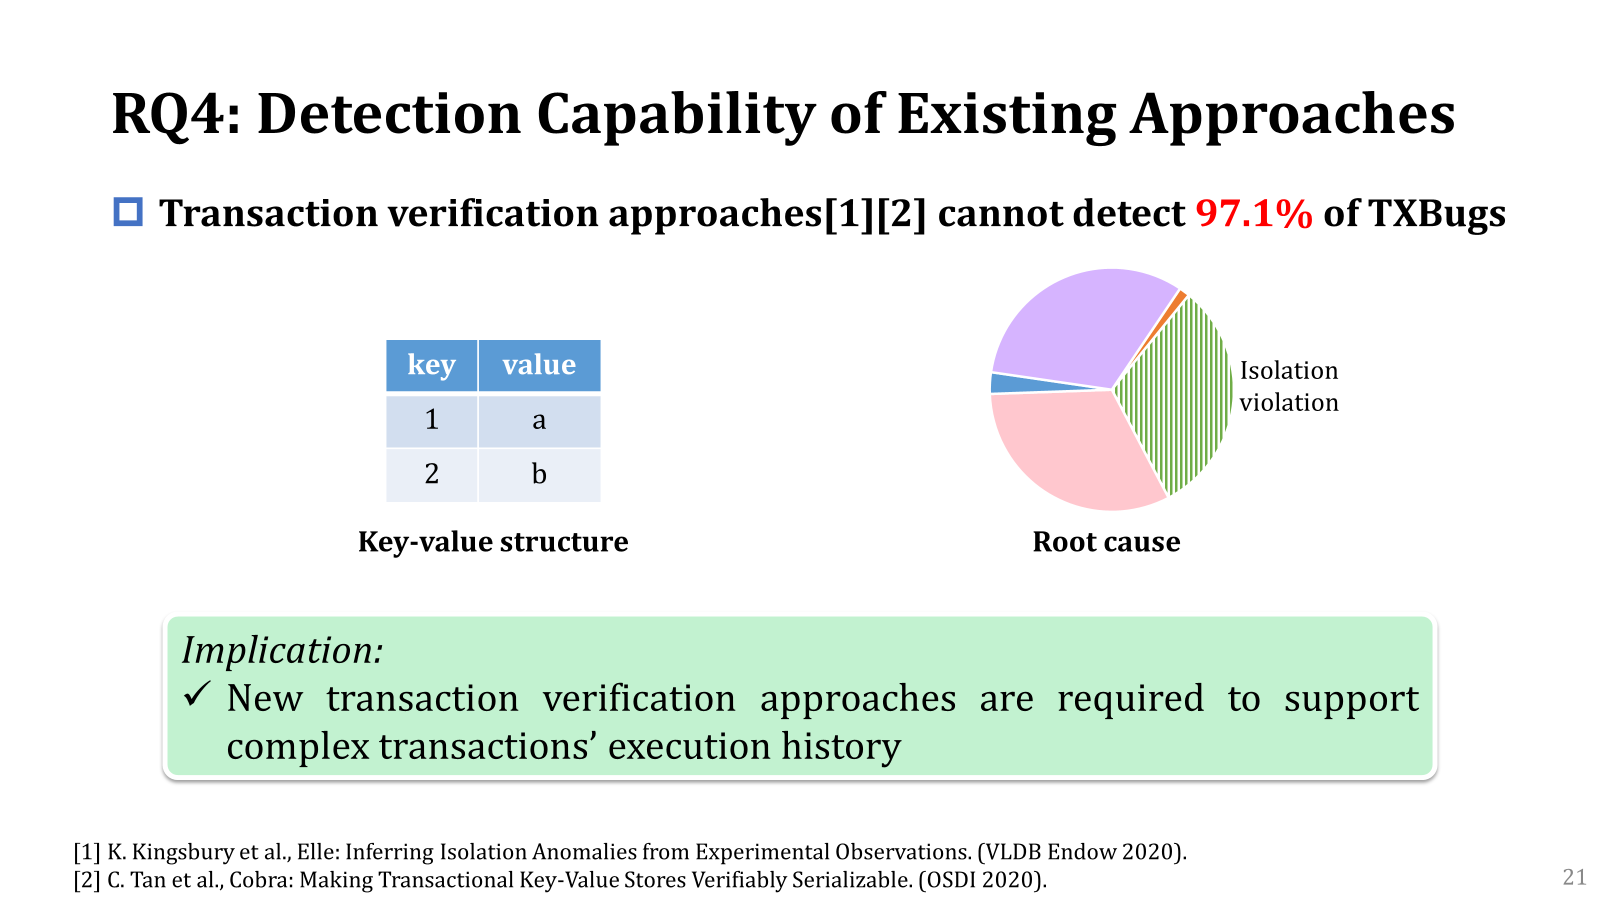 RQ4: Detection Capability of Existing Approaches
Transaction verification approaches[1][2] cannot detect 97.1% of TXBugs
key value
1 a
2 b
Key-value structure
Isolation
violation
Root cause
Implication:
✓ New transaction verification approaches are required to support
complex transactions’ execution history
[1] K. Kingsbury et al., Elle: Inferring Isolation Anomalies from Experimental Observations. (VLDB Endow 2020).
[2] C. Tan et al., Cobra: Making Transactional Key-Value Stores Verifiably Serializable. (OSDI 2020).
21